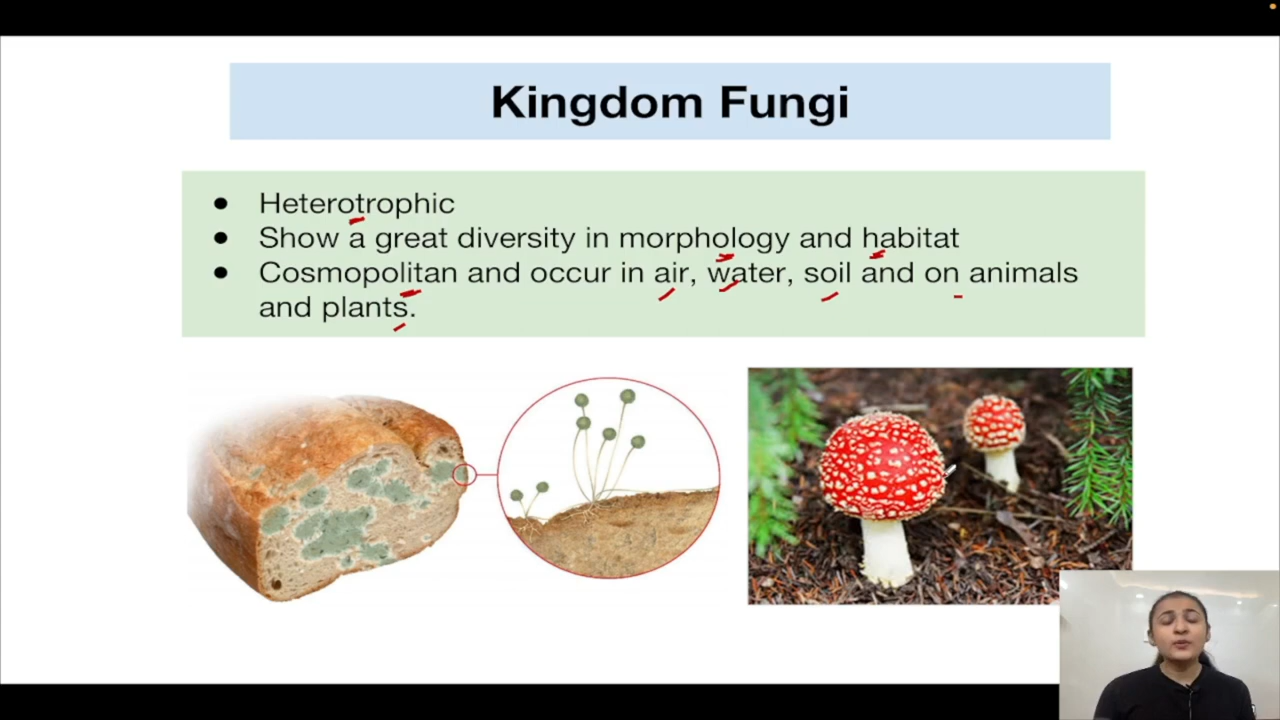 Kingdom Fungi
● Heterotrophic
● Show a great diversity in morphology and habitat
● Cosmopolitan and occur in air, water, soil and on animals
and plants.